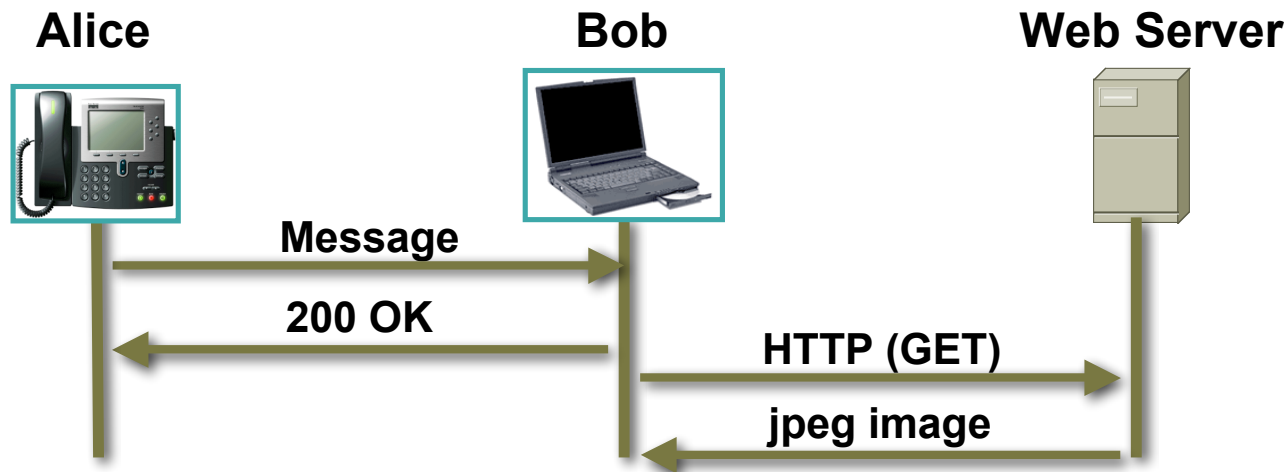 Alice
Bob
Web Server
Message
200 OK
HTTP (GET)
jpeg image